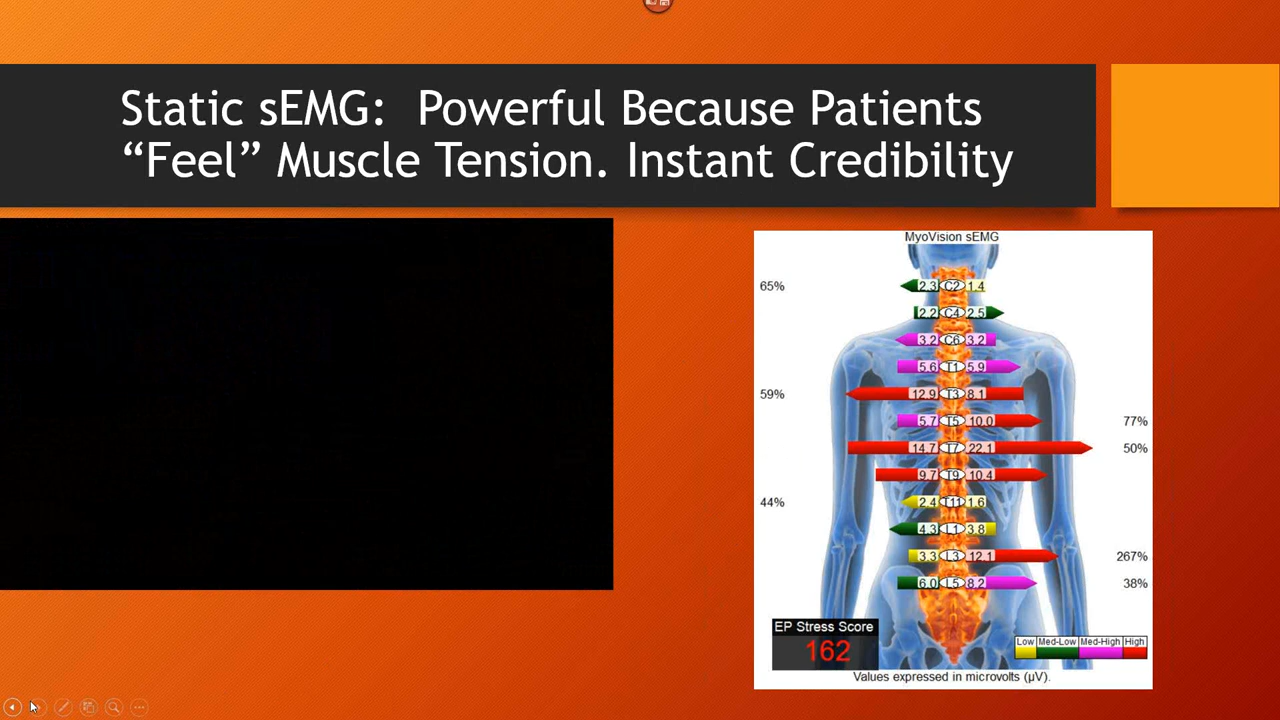 Static sEMG:  Powerful Because Patients
“Feel” Muscle Tension. Instant Credibility
MyoVision sEMG
65% 2.3 C2 1.4
2.2 C4 2.5
3.2 C6 3.2
5.6 T1 5.9
59% 12.9 T3 8.1
5.7 T5 10.0 77%
14.7 T7 22.1 50%
9.7 T9 10.4
44% 2.4 T11 1.6
4.3 L1 3.8
3.3 L3 12.1 267%
6.0 L5 8.2 38%
EP Stress Score
162
Low Med-Low Med-High High
Values expressed in microvolts (µV).